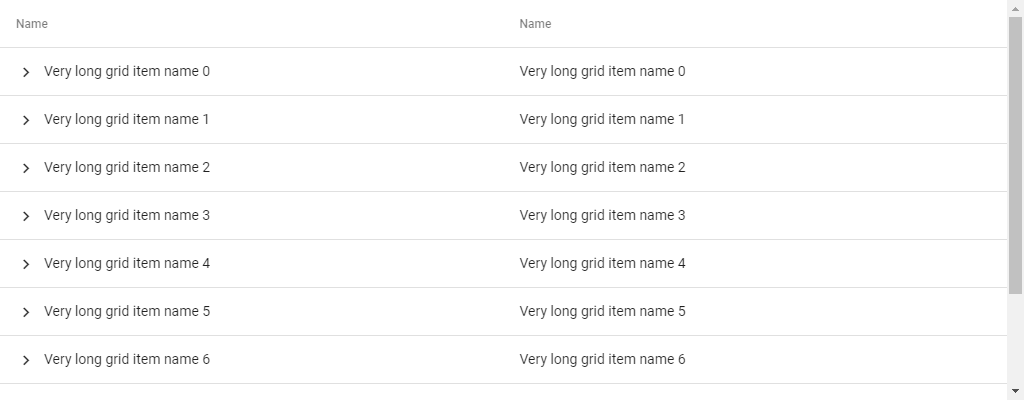 Name Name
Very long grid item name 0 Very long grid item name 0
Very long grid item name 1 Very long grid item name 1
Very long grid item name 2 Very long grid item name 2
Very long grid item name 3 Very long grid item name 3
Very long grid item name 4 Very long grid item name 4
Very long grid item name 5 Very long grid item name 5
Very long grid item name 6 Very long grid item name 6